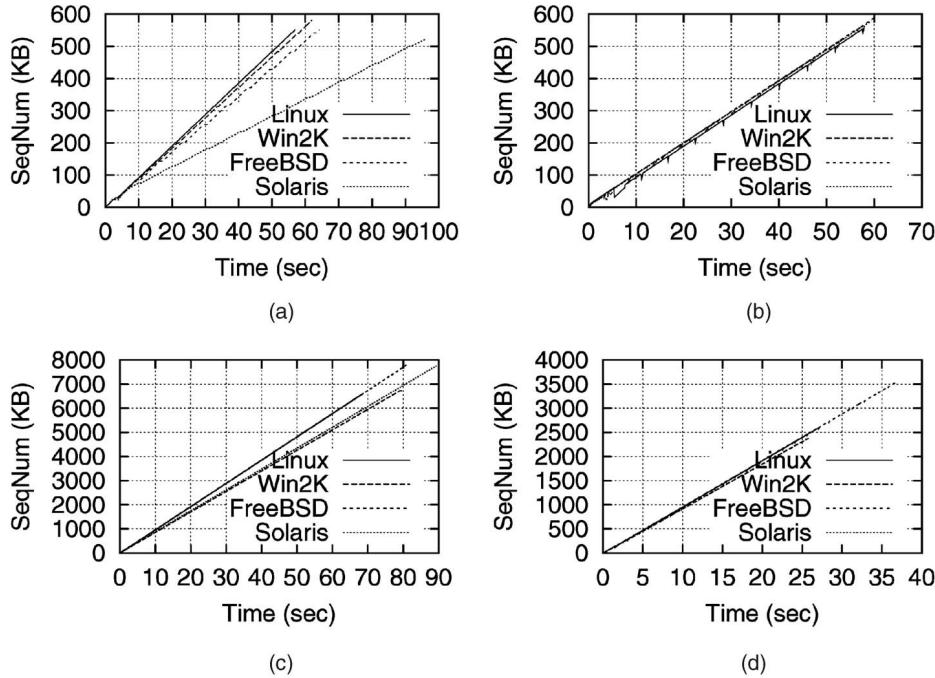 600
500
400
300
200
100
0
SeqNum (KB)
Linux
Win2K
FreeBSD
Solaris
0 10 20 30 40 50 60 70 80 90 100
Time (sec)
(a)
600
500
400
300
200
100
0
SeqNum (KB)
Linux
Win2K
FreeBSD
Solaris
0 10 20 30 40 50 60 70
Time (sec)
(b)
8000
7000
6000
5000
4000
3000
2000
1000
0
SeqNum (KB)
Linux
Win2K
FreeBSD
Solaris
0 10 20 30 40 50 60 70 80 90
Time (sec)
(c)
4000
3500
3000
2500
2000
1500
1000
500
0
SeqNum (KB)
Linux
Win2K
FreeBSD
Solaris
0 5 10 15 20 25 30 35 40
Time (sec)
(d)